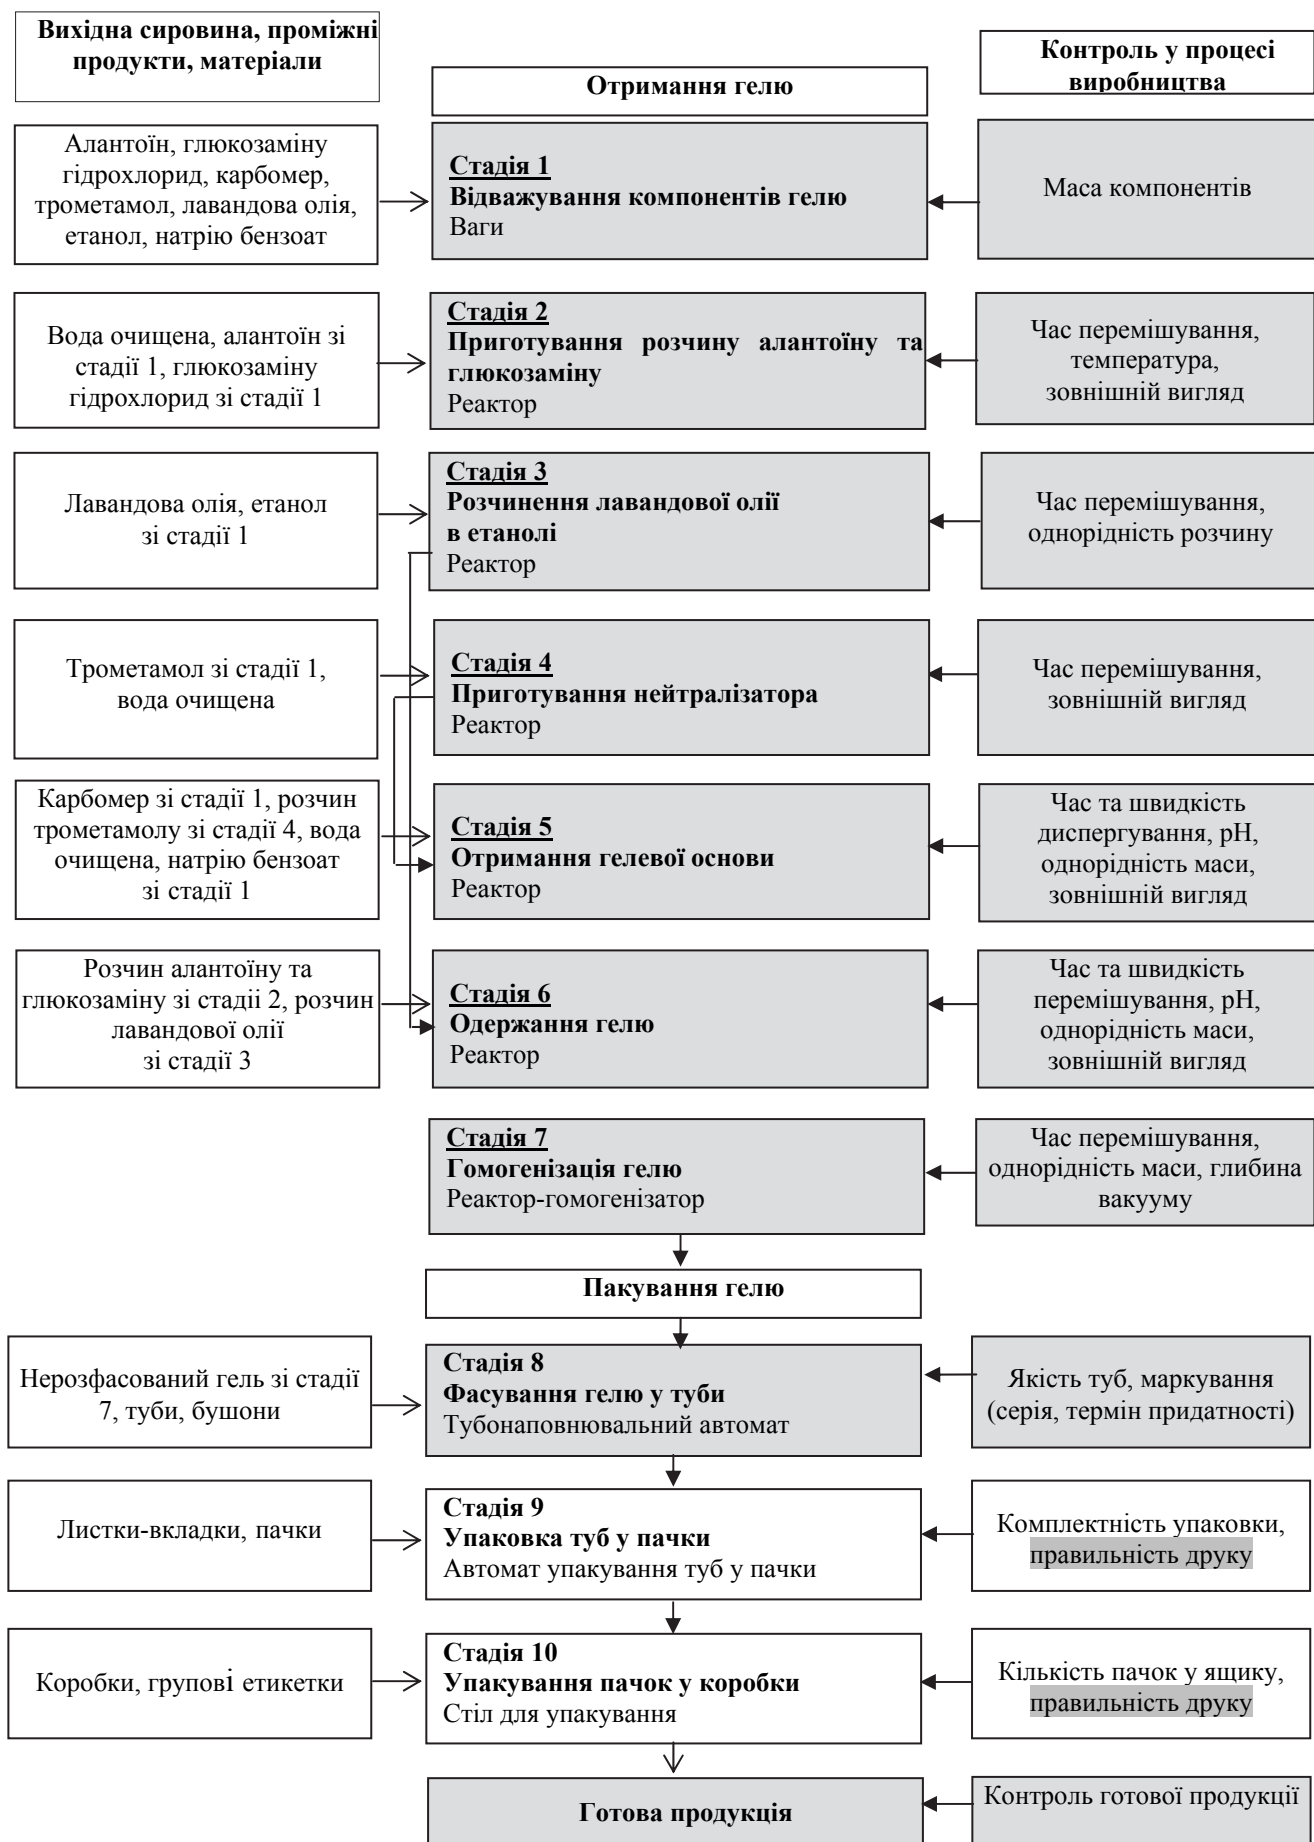 Вихідна сировина, проміжні
продукти, матеріали
Отримання гелю
Контроль у процесі
виробництва
Алантоїн, глюкозаміну
гідрохлорид, карбомер,
трометамол, лавандова олія,
етанол, натрію бензоат
Стадія 1
Відважування компонентів гелю
Ваги
Маса компонентів
Вода очищена, алантоїн зі
стадії 1, глюкозаміну
гідрохлорид зі стадії 1
Стадія 2
Приготування розчину алантоїну та
глюкозаміну
Реактор
Час перемішування,
температура,
зовнішній вигляд
Лавандова олія, етанол
зі стадії 1
Стадія 3
Розчинення лавандової олії
в етанолі
Реактор
Час перемішування,
однорідність розчину
Трометамол зі стадії 1,
вода очищена
Стадія 4
Приготування нейтралізатора
Реактор
Час перемішування,
зовнішній вигляд
Карбомер зі стадії 1, розчин
трометамолу зі стадії 4, вода
очищена, натрію бензоат
зі стадії 1
Стадія 5
Отримання гелевої основи
Реактор
Час та швидкість
диспергування, рН,
однорідність маси,
зовнішній вигляд
Розчин алантоїну та
глюкозаміну зі стадії 2, розчин
лавандової олії
зі стадії 3
Стадія 6
Одержання гелю
Реактор
Час та швидкість
перемішування, рН,
однорідність маси,
зовнішній вигляд
Стадія 7
Гомогенізація гелю
Реактор-гомогенізатор
Час перемішування,
однорідність маси, глибина
вакууму
Пакування гелю
Нерозфасований гель зі стадії
7, туби, бушони
Стадія 8
Фасування гелю у туби
Тубонаповнювальний автомат
Якість туб, маркування
(серія, термін придатності)
Листки-вкладки, пачки
Стадія 9
Упаковка туб у пачки
Автомат упакування туб у пачки
Комплектність упаковки,
правильність друку
Коробки, групові етикетки
Стадія 10
Упакування пачок у коробки
Стіл для упакування
Кількість пачок у ящику,
правильність друку
Готова продукція
Контроль готової продукції